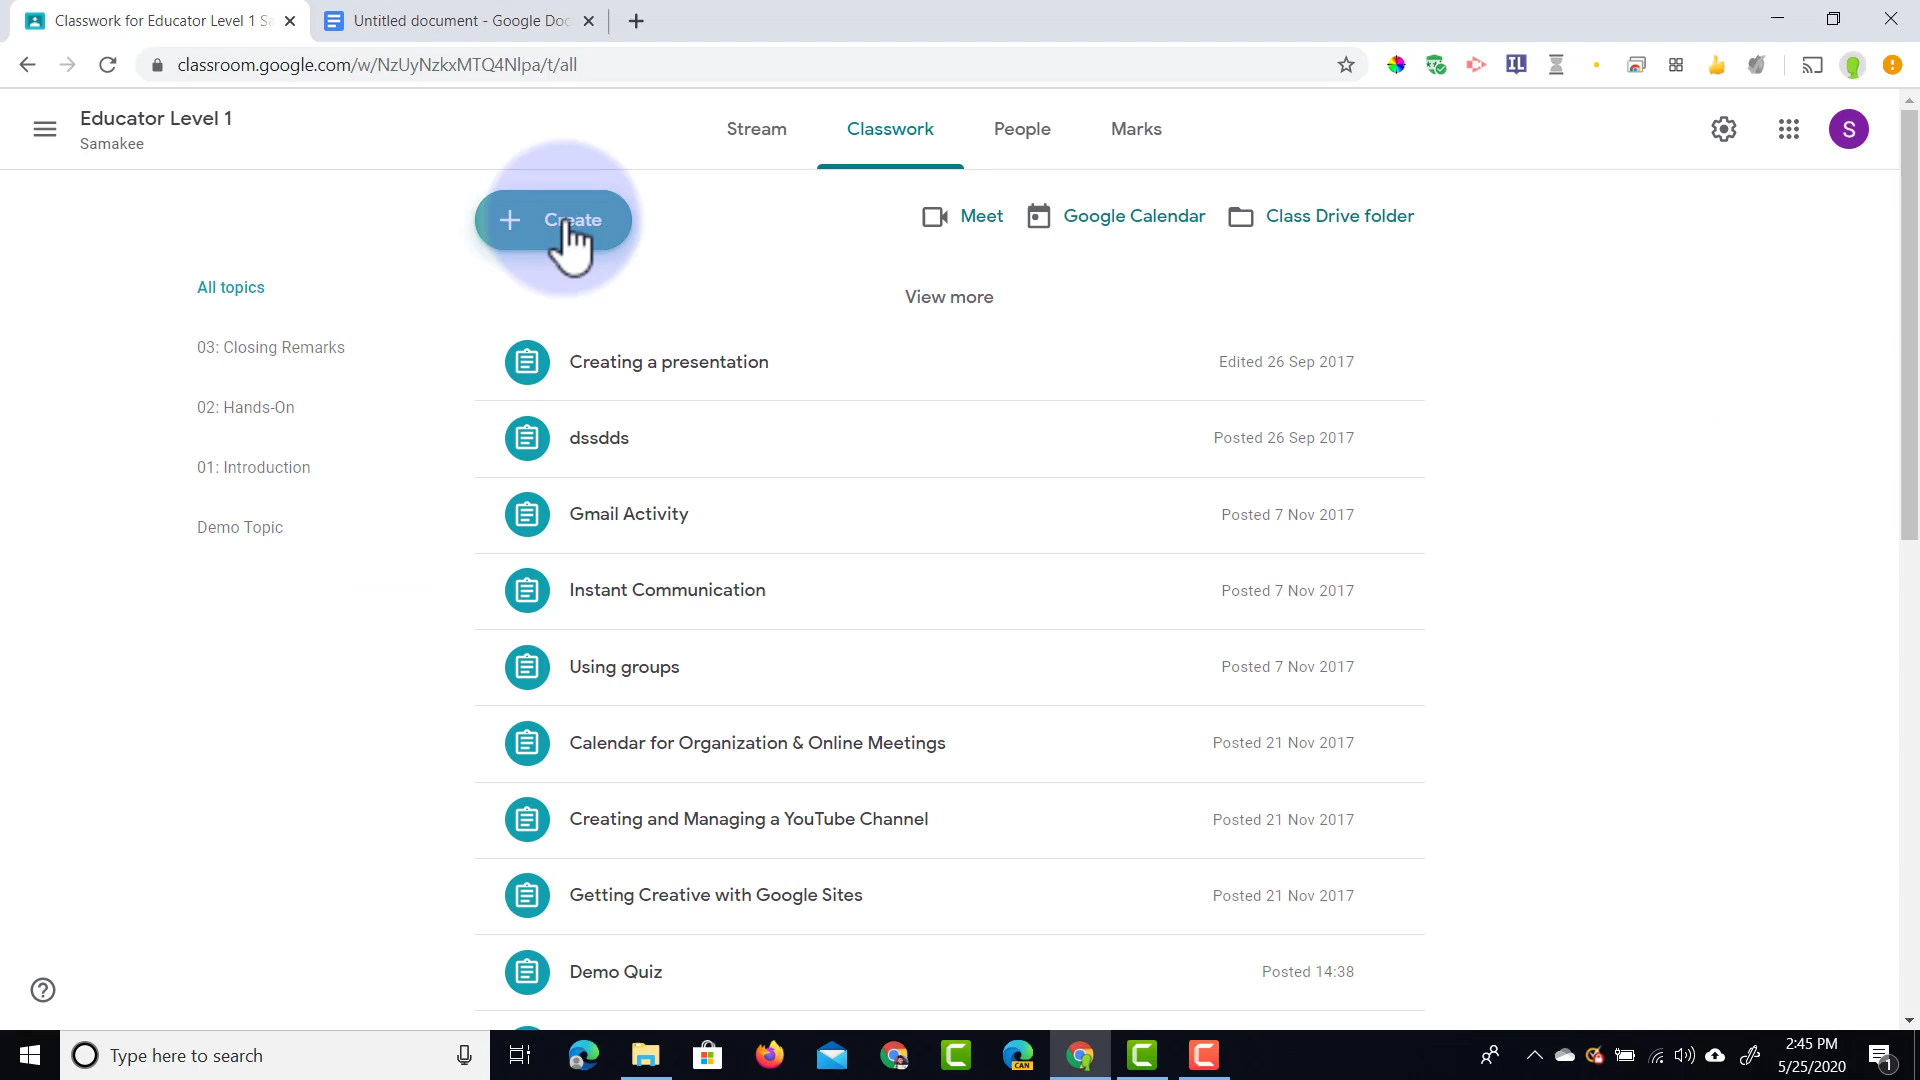 Classwork for Educator Level 1 Sa
Untitled document - Google Doc
classroom.google.com/w/NzUyNzkxMTQ4NIpa/t/all
IL
Educator Level 1
Samakee
Stream
Classwork
People
Marks
S
Create
Meet
Google Calendar
Class Drive folder
All topics
03: Closing Remarks
02: Hands-On
01: Introduction
Demo Topic
View more
Creating a presentation
Edited 26 Sep 2017
dssdds
Posted 26 Sep 2017
Gmail Activity
Posted 7 Nov 2017
Instant Communication
Posted 7 Nov 2017
Using groups
Posted 7 Nov 2017
Calendar for Organization & Online Meetings
Posted 21 Nov 2017
Creating and Managing a YouTube Channel
Posted 21 Nov 2017
Getting Creative with Google Sites
Posted 21 Nov 2017
Demo Quiz
Posted 14:38
Type here to search
CAN
2:45 PM
5/25/2020
1